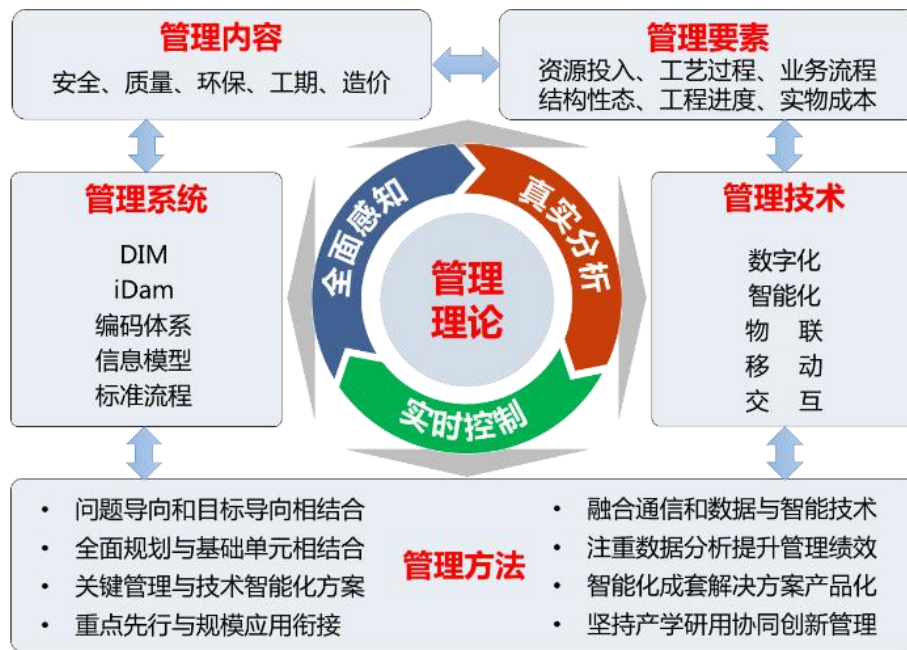 管理内容
安全、质量、环保、工期、造价
管理要素
资源投入、工艺过程、业务流程
结构性态、工程进度、实物成本
管理系统
DIM
iDam
编码体系
信息模型
标准流程
全面感知
真实分析
实时控制
管理
理论
管理技术
数字化
智能化
物 联
移 动
交 互
• 问题导向和目标导向相结合
• 全面规划与基础单元相结合
• 关键管理与技术智能化方案
• 重点先行与规模应用衔接
管理方法
• 融合通信和数据与智能技术
• 注重数据分析提升管理绩效
• 智能化成套解决方案产品化
• 坚持产学研用协同创新管理